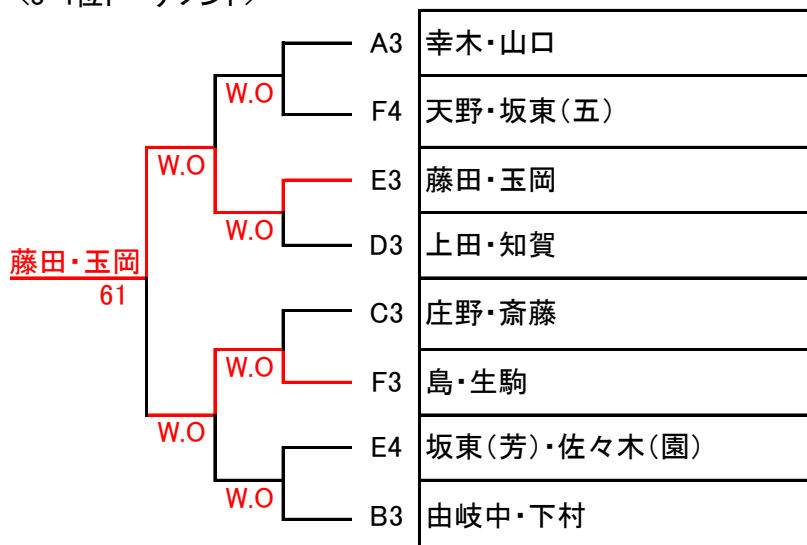 A3 幸木・山口
W.O
F4 天野・坂東(五)
W.O
E3 藤田・玉岡
W.O
D3 上田・知賀
藤田・玉岡
61
C3 庄野・斎藤
W.O
F3 島・生駒
W.O
E4 坂東(芳)・佐々木(園)
W.O
B3 由岐中・下村